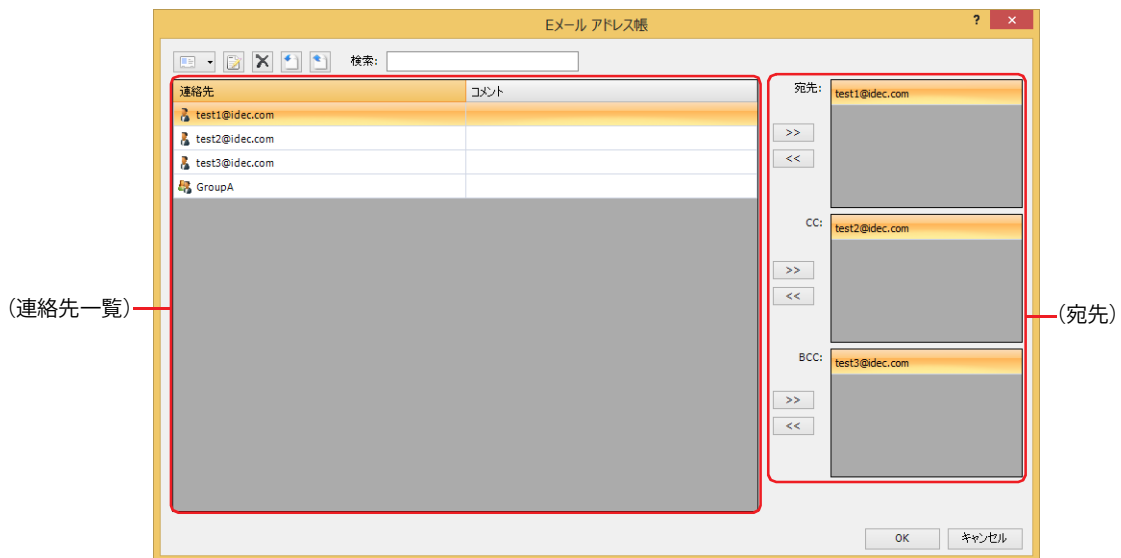 Eメール アドレス帳
? ×
検索:
連絡先 コメント
test1@idec.com
test2@idec.com
test3@idec.com
GroupA
宛先:
test1@idec.com
>>
<<
CC:
test2@idec.com
>>
<<
BCC:
test3@idec.com
>>
<<
(連絡先一覧)
(宛先)
OK キャンセル